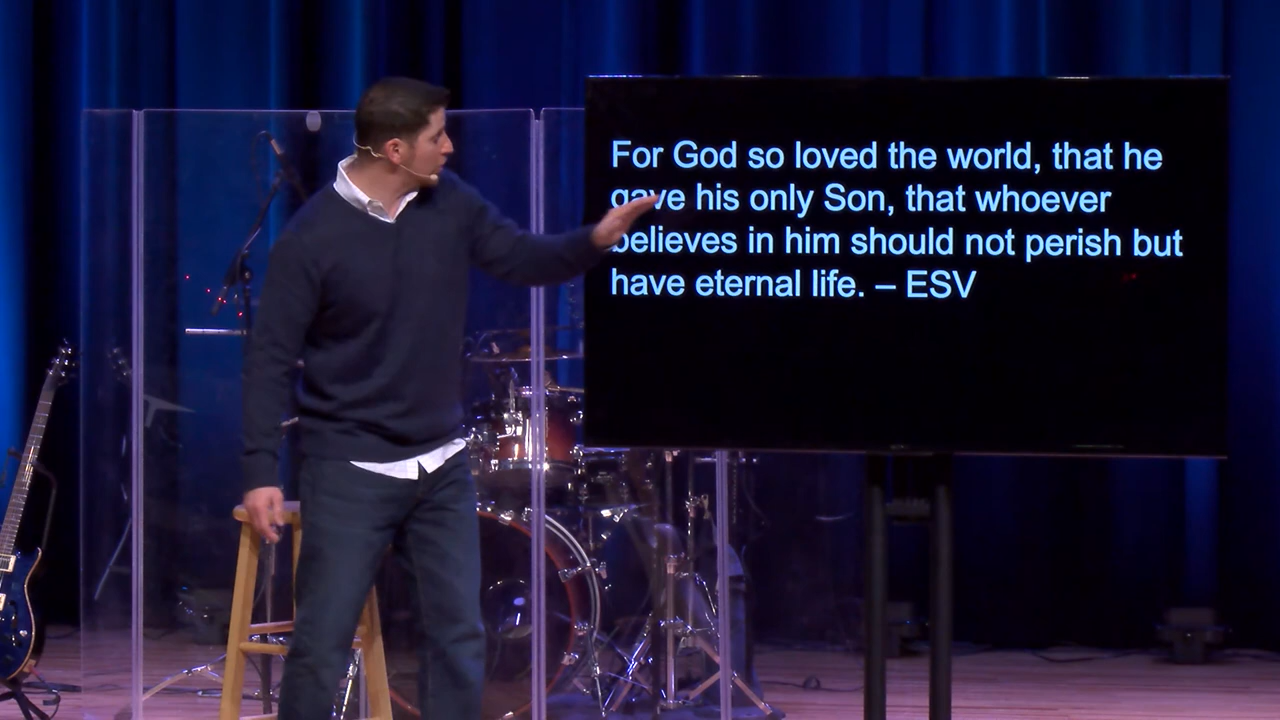 For God so loved the world, that he
gave his only Son, that whoever
believes in him should not perish but
have eternal life. – ESV